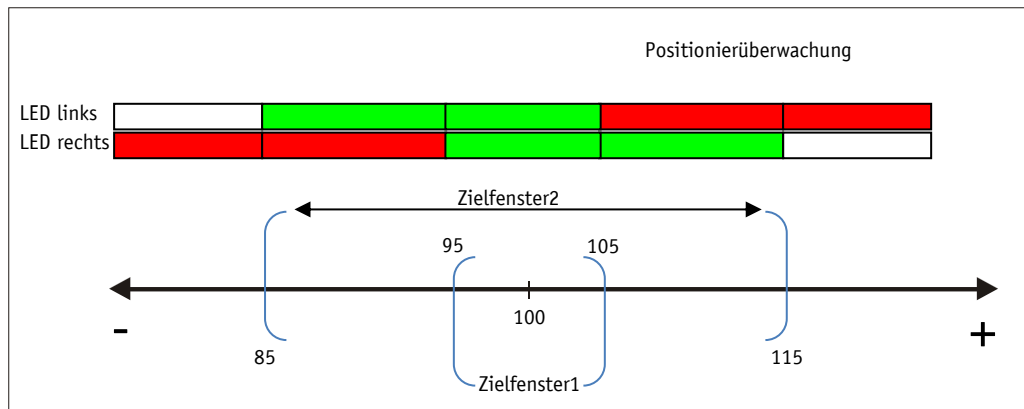 Positionierüberwachung
LED links
LED rechts
Zielfenster2
95 105
100
- +
85 115
Zielfenster1